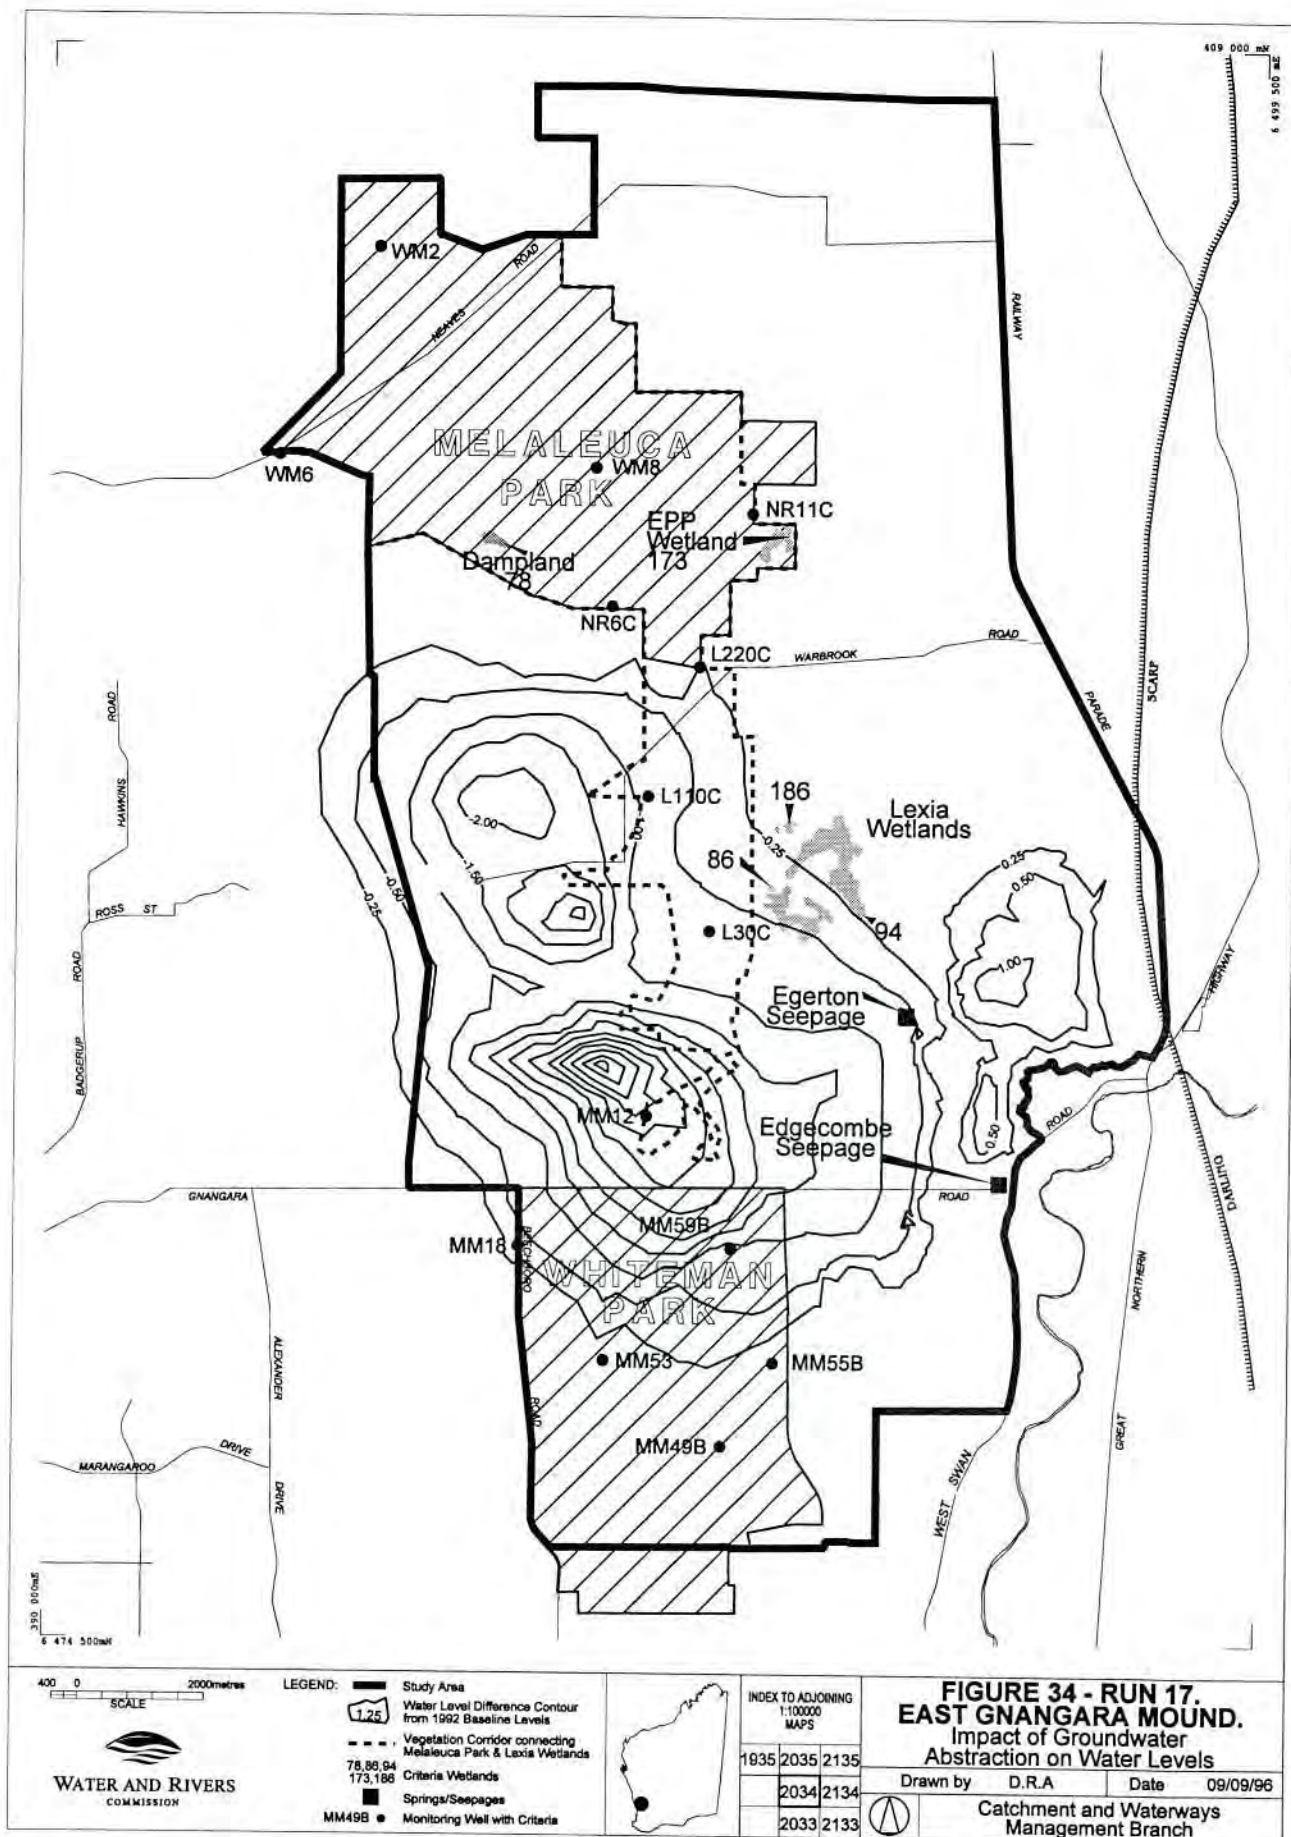 409 000 mN
6 499 500 mE
WM2
NEAVES
ROAD
RAILWAY
MELALEUCA
PARK
WM6
WM8
NR11C
EPP
Wetland
173
Dampland
78
NR6C
L220C
WARBROOK
ROAD
PARADE
SCARP
ROAD
HAWKINS
L110C
186
Lexia
Wetlands
-2.00
1.00
-0.25
86
-1.50
-0.50
-0.25
ROSS ST
L30C
94
0.25
0.50
1.00
HIGHWAY
ROAD
BADGERUP
Egerton
Seepage
MM12
Edgecombe
Seepage
0.50
ROAD
DARLING
GNANGARA
ROAD
MM59B
MM18
BEECHBORO
WHITEMAN
PARK
NORTHERN
MM53
MM55B
ALEXANDER
ROAD
MM49B
DRIVE
MARANGAROO
DRIVE
GREAT
WEST SWAN
390 000mE
6 474 500mN
400 0 2000metres
SCALE
WATER AND RIVERS
COMMISSION
LEGEND:
Study Area
1.25
Water Level Difference Contour
from 1992 Baseline Levels
Vegetation Corridor connecting
Melaleuca Park & Lexia Wetlands
78,86,94
173,186
Criteria Wetlands
Springs/Seepages
MM49B
Monitoring Well with Criteria
INDEX TO ADJOINING
1:100000
MAPS
1935 2035 2135
2034 2134
2033 2133
FIGURE 34 - RUN 17.
EAST GNANGARA MOUND.
Impact of Groundwater
Abstraction on Water Levels
Drawn by D.R.A Date 09/09/96
Catchment and Waterways
Management Branch